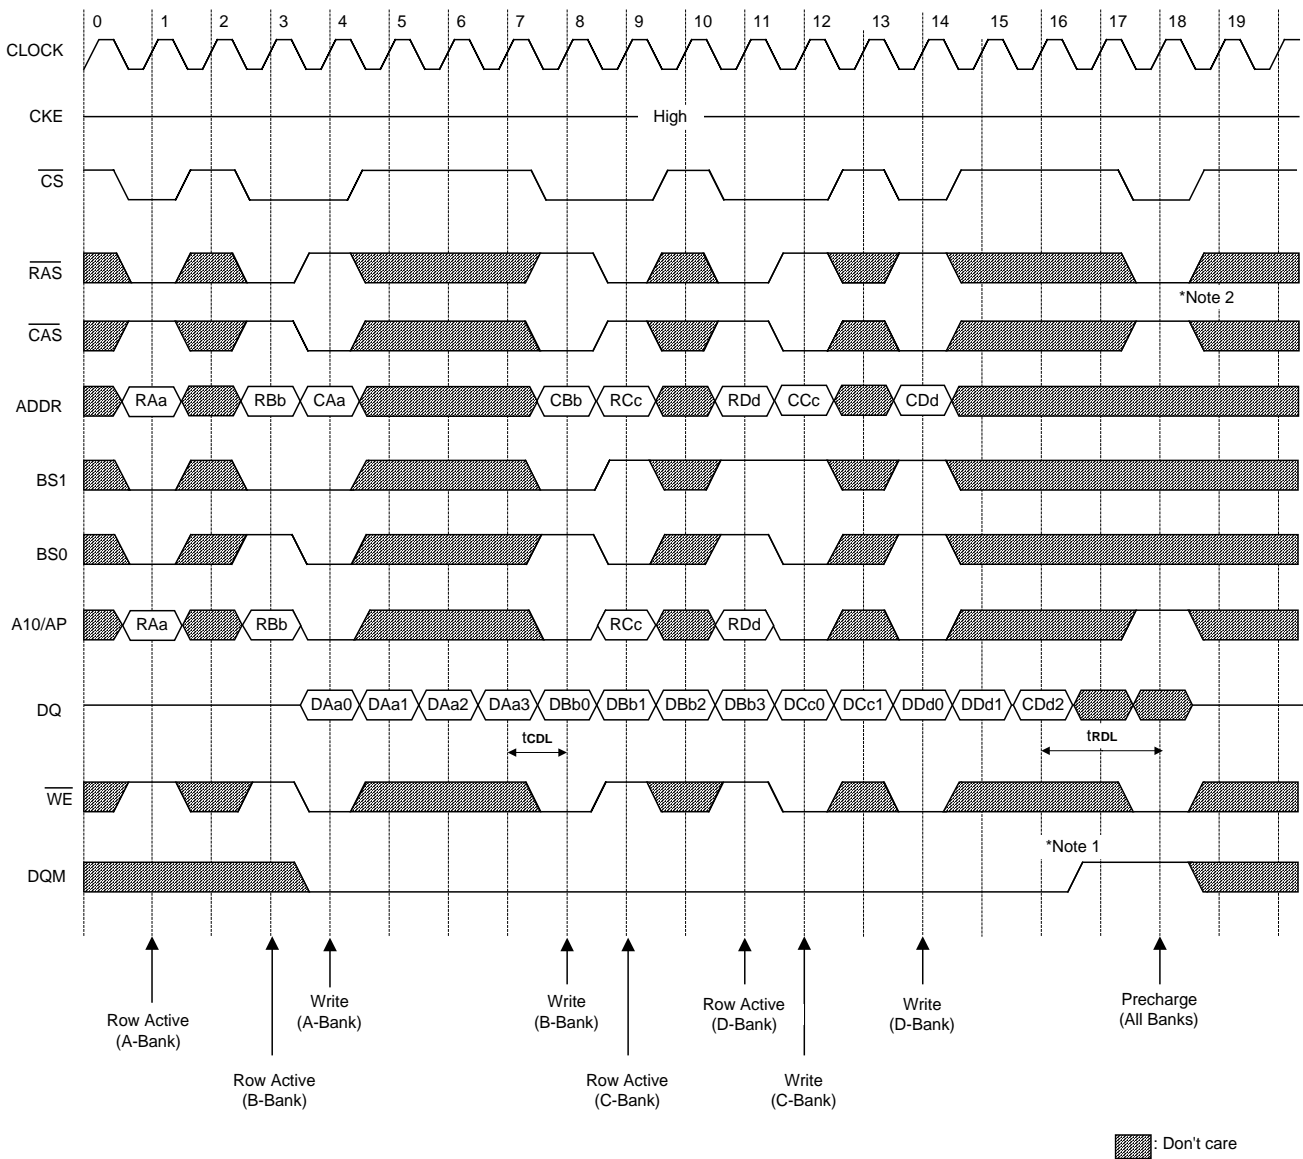 0 1 2 3 4 5 6 7 8 9 10 11 12 13 14 15 16 17 18 19
CLOCK
CKE High
CS
RAS
*Note 2
CAS
ADDR RAa RBb CAa CBb RCc RDd CCc CDd
BS1
BS0
A10/AP RAa RBb RCc RDd
DQ DAa0 DAa1 DAa2 DAa3 DBb0 DBb1 DBb2 DBb3 DCc0 DCc1 DDd0 DDd1 CDd2
tCDL tRDL
WE
*Note 1
DQM
Row Active
(A-Bank)
Row Active
(B-Bank)
Write
(A-Bank)
Write
(B-Bank)
Row Active
(C-Bank)
Row Active
(D-Bank)
Write
(C-Bank)
Write
(D-Bank)
Precharge
(All Banks)
: Don't care